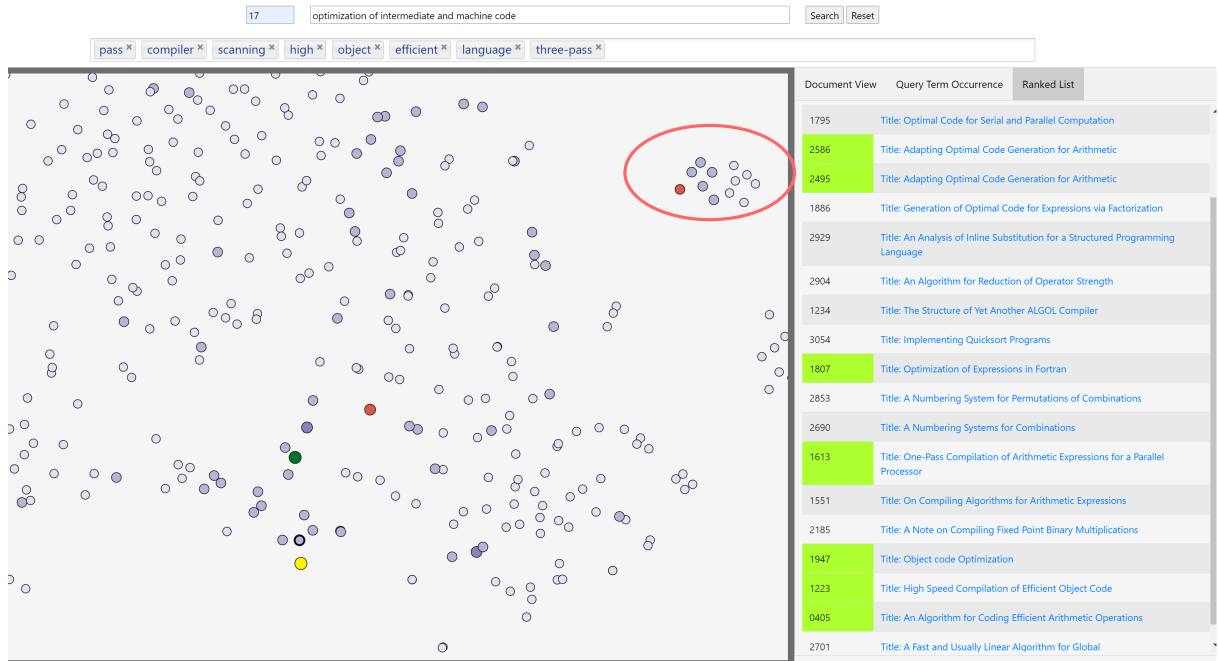 17 optimization of intermediate and machine code Search Reset
pass × compiler × scanning × high × object × efficient × language × three-pass ×
Document View Query Term Occurrence Ranked List
1795 Title: Optimal Code for Serial and Parallel Computation
2586 Title: Adapting Optimal Code Generation for Arithmetic
2495 Title: Adapting Optimal Code Generation for Arithmetic
1886 Title: Generation of Optimal Code for Expressions via Factorization
2929 Title: An Analysis of Inline Substitution for a Structured Programming
Language
2904 Title: An Algorithm for Reduction of Operator Strength
1234 Title: The Structure of Yet Another ALGOL Compiler
3054 Title: Implementing Quicksort Programs
1807 Title: Optimization of Expressions in Fortran
2853 Title: A Numbering System for Permutations of Combinations
2690 Title: A Numbering Systems for Combinations
1613 Title: One-Pass Compilation of Arithmetic Expressions for a Parallel
Processor
1551 Title: On Compiling Algorithms for Arithmetic Expressions
2185 Title: A Note on Compiling Fixed Point Binary Multiplications
1947 Title: Object code Optimization
1223 Title: High Speed Compilation of Efficient Object Code
0405 Title: An Algorithm for Coding Efficient Arithmetic Operations
2701 Title: A Fast and Usually Linear Algorithm for Global